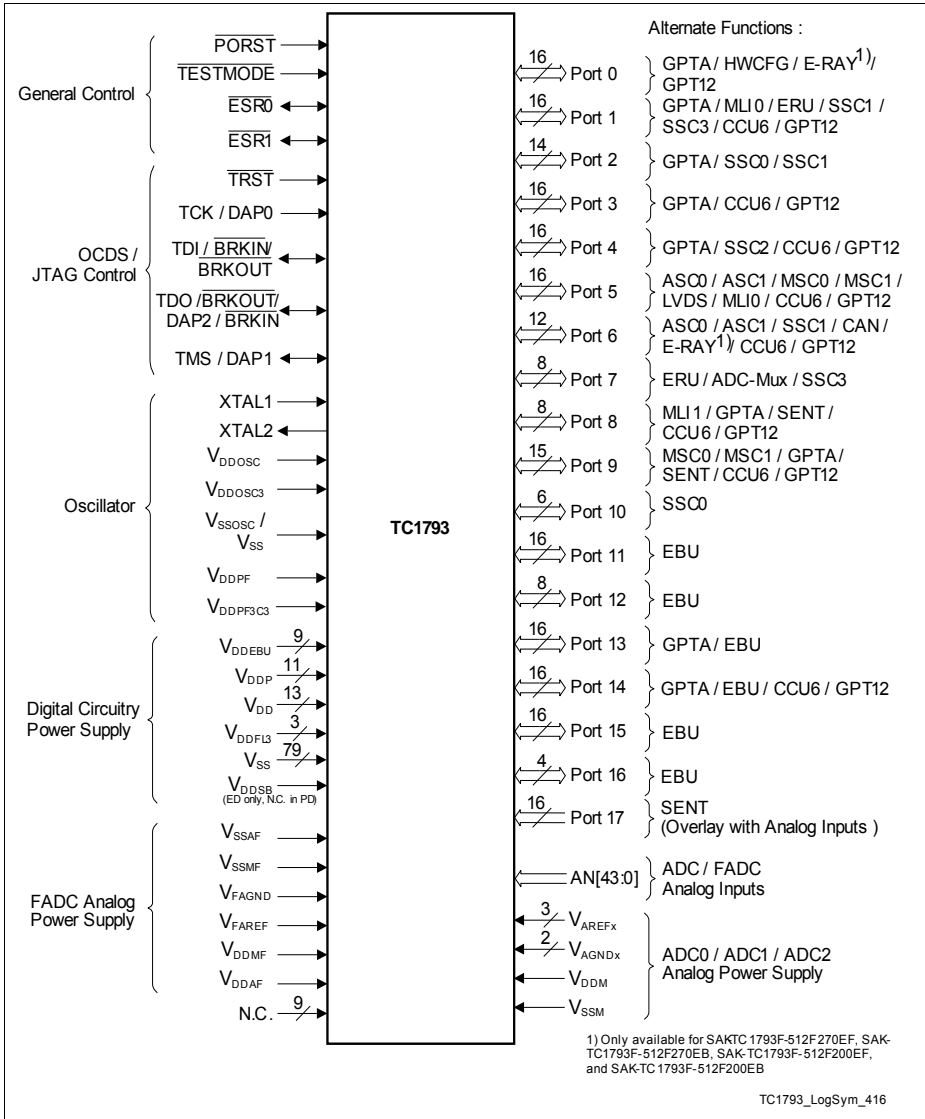 Alternate Functions :
General Control
PORST
TESTMODE
ESR0
ESR1
OCDS /
JTAG Control
TRST
TCK / DAP0
TDI / BRKIN/
BRKOUT
TDO /BRKOUT/
DAP2 / BRKIN
TMS / DAP1
Oscillator
XTAL1
XTAL2
VDDOSC
VDDOSC3
VSSOSC /
VSS
VDDPF
VDDPF3C3
Digital Circuitry
Power Supply
VDDEBU 9
VDDP 11
VDD 13
VDDFL3 3
VSS 79
VDDSB
(ED only, N.C. in PD)
FADC Analog
Power Supply
VSSAF
VSSMF
VFAGND
VFAREF
VDDMF
VDDAF
N.C. 9
TC1793
16 Port 0 GPTA / HWCFG / E-RAY1)/
GPT12
16 Port 1 GPTA / MLI0 / ERU / SSC1 /
SSC3 / CCU6 / GPT12
14 Port 2 GPTA / SSC0 / SSC1
16 Port 3 GPTA / CCU6 / GPT12
16 Port 4 GPTA / SSC2 / CCU6 / GPT12
16 Port 5 ASC0 / ASC1 / MSC0 / MSC1 /
LVDS / MLI0 / CCU6 / GPT12
12 Port 6 ASC0 / ASC1 / SSC1 / CAN /
E-RAY1)/ CCU6 / GPT12
8 Port 7 ERU / ADC-Mux / SSC3
8 Port 8 MLI1 / GPTA / SENT /
CCU6 / GPT12
15 Port 9 MSC0 / MSC1 / GPTA /
SENT / CCU6 / GPT12
6 Port 10 SSC0
16 Port 11 EBU
8 Port 12 EBU
16 Port 13 GPTA / EBU
16 Port 14 GPTA / EBU / CCU6 / GPT12
16 Port 15 EBU
4 Port 16 EBU
16 Port 17 SENT
(Overlay with Analog Inputs )
AN[43:0] ADC / FADC
Analog Inputs
3 VAREFx
2 VAGNDx
VDDM
VSSM
ADC0 / ADC1 / ADC2
Analog Power Supply
1) Only available for SAKTC1793F-512F270EF, SAK-
TC1793F-512F270EB, SAK-TC1793F-512F200EF,
and SAK-TC1793F-512F200EB
TC1793_LogSym_416